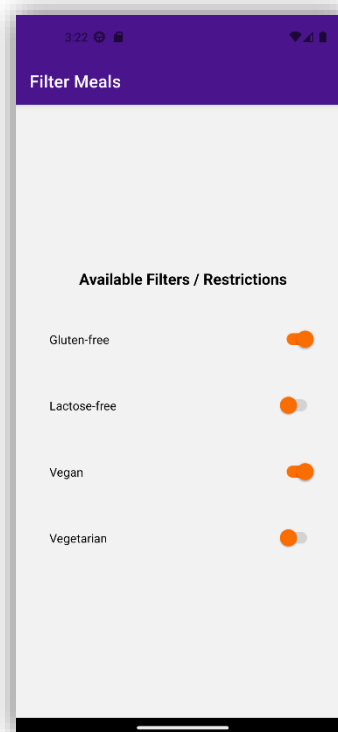 3:22
Filter Meals
Available Filters / Restrictions
Gluten-free
Lactose-free
Vegan
Vegetarian